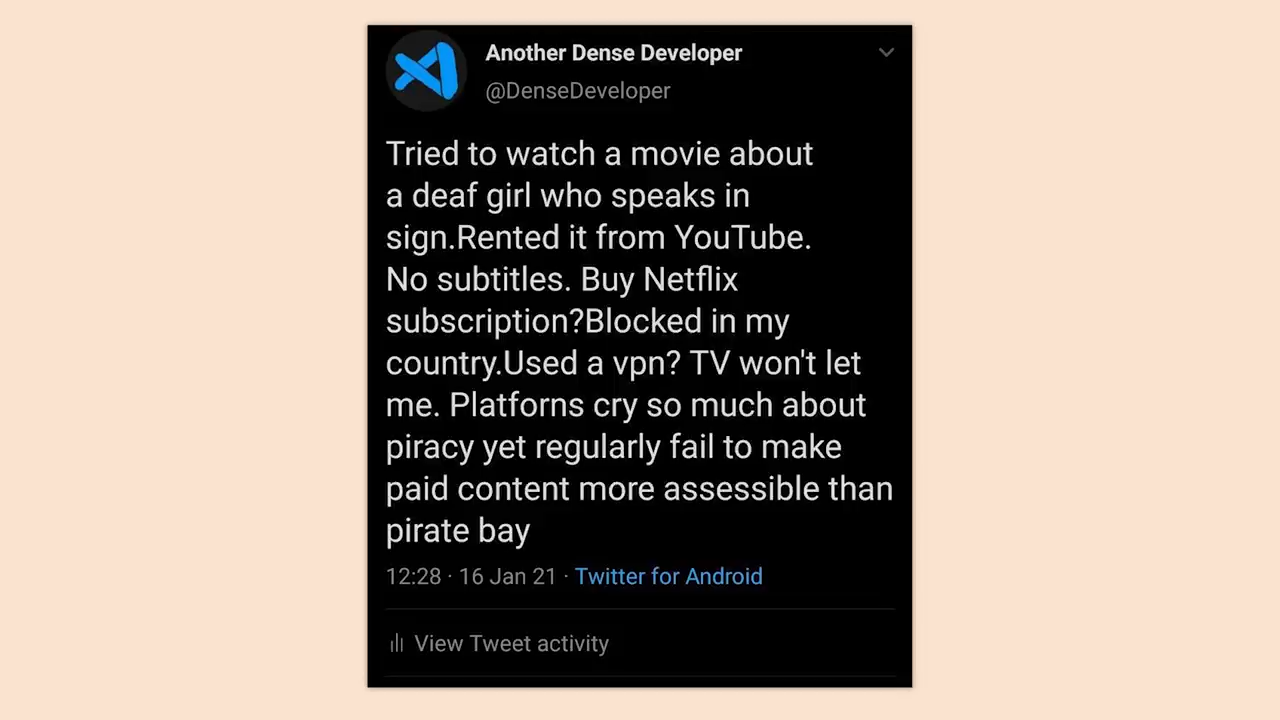 Another Dense Developer
@DenseDeveloper
Tried to watch a movie about
a deaf girl who speaks in
sign.Rented it from YouTube.
No subtitles. Buy Netflix
subscription?Blocked in my
country.Used a vpn? TV won't let
me. Platforns cry so much about
piracy yet regularly fail to make
paid content more assessible than
pirate bay
12:28 · 16 Jan 21 · Twitter for Android
View Tweet activity